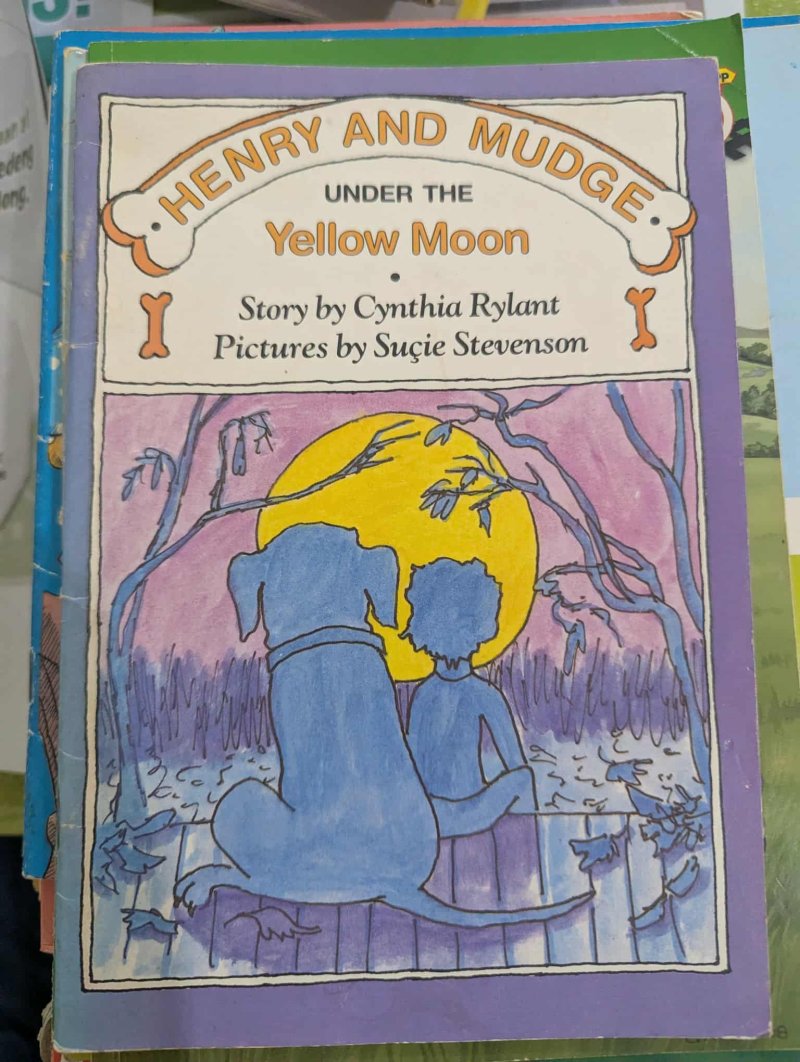 HENRY AND MUDGE
UNDER THE
Yellow Moon
Story by Cynthia Rylant
Pictures by Suçie Stevenson